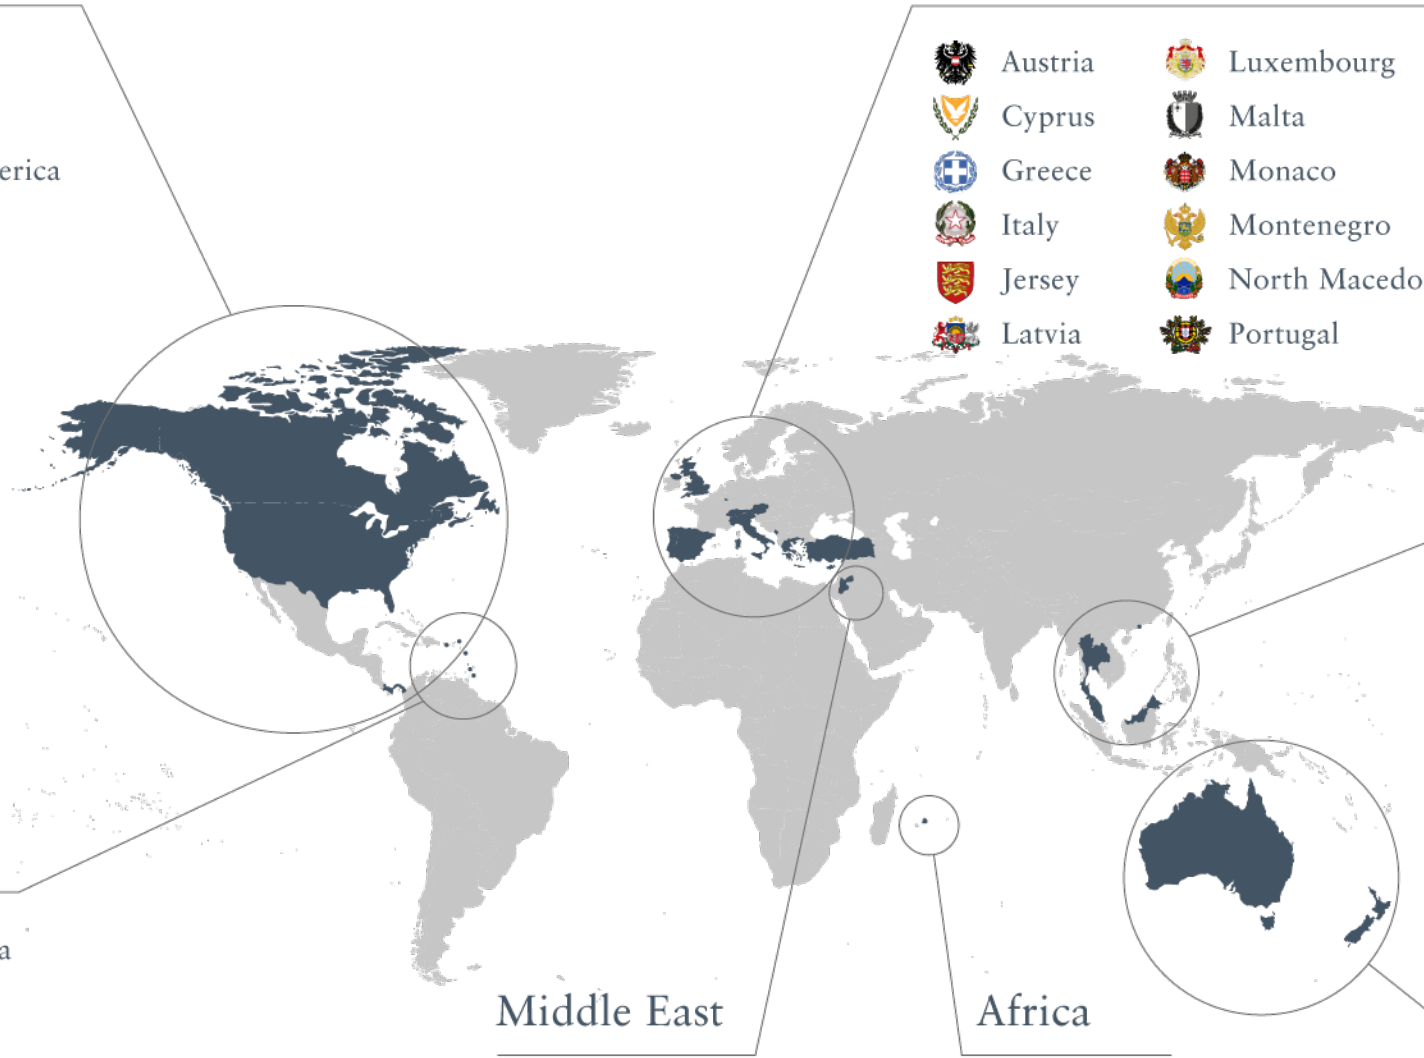 Austria
Cyprus
Greece
Italy
Jersey
Latvia
Luxembourg
Malta
Monaco
Montenegro
North Macedo
Portugal
erica
a
Middle East
Africa